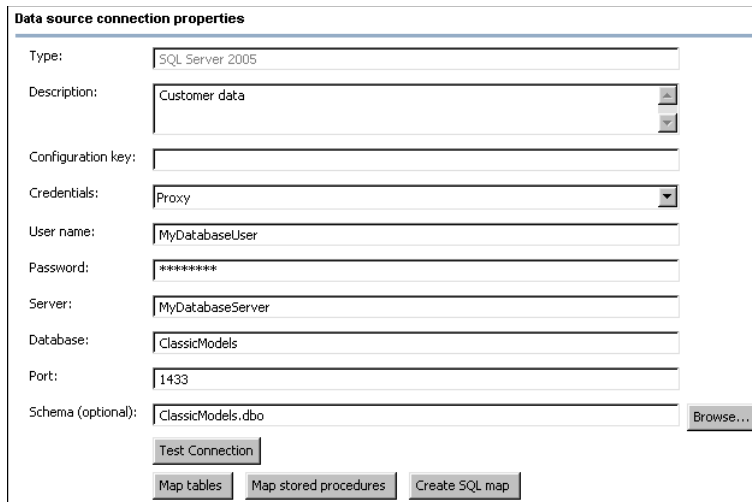 Data source connection properties
Type: SQL Server 2005
Description: Customer data
Configuration key:
Credentials: Proxy
User name: MyDatabaseUser
Password: ********
Server: MyDatabaseServer
Database: ClassicModels
Port: 1433
Schema (optional): ClassicModels.dbo Browse...
Test Connection
Map tables Map stored procedures Create SQL map